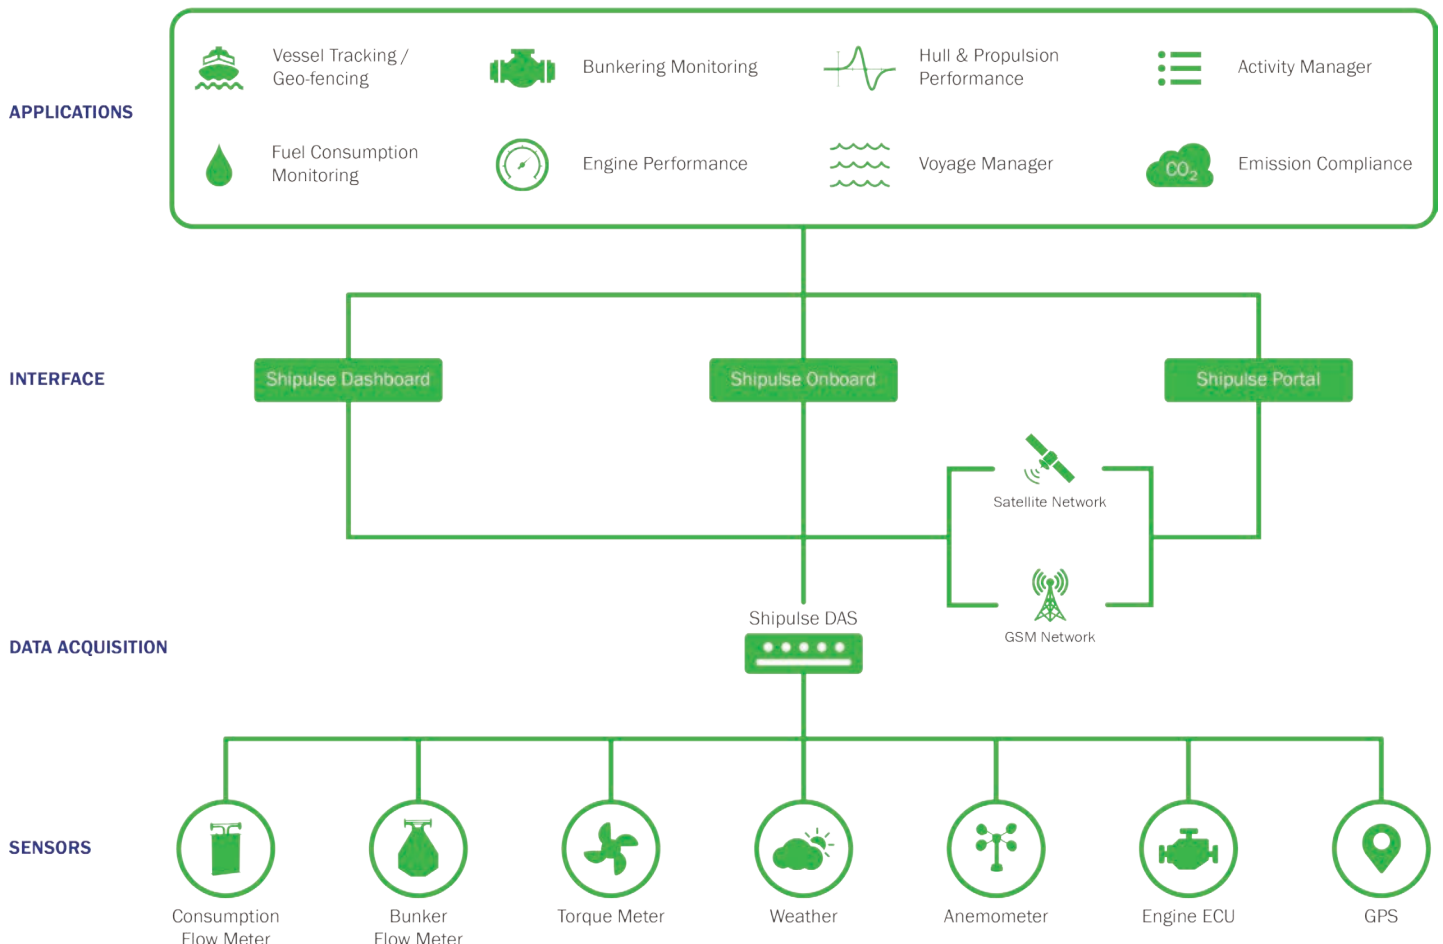 Vessel Tracking /
Geo-fencing
Bunkering Monitoring
Hull & Propulsion
Performance
Activity Manager
APPLICATIONS
Fuel Consumption
Monitoring
Engine Performance
Voyage Manager
CO2
Emission Compliance
INTERFACE
Shipulse Dashboard
Shipulse Onboard
Shipulse Portal
Satellite Network
GSM Network
Shipulse DAS
DATA ACQUISITION
SENSORS
Consumption
Flow Meter
Bunker
Flow Meter
Torque Meter
Weather
Anemometer
Engine ECU
GPS